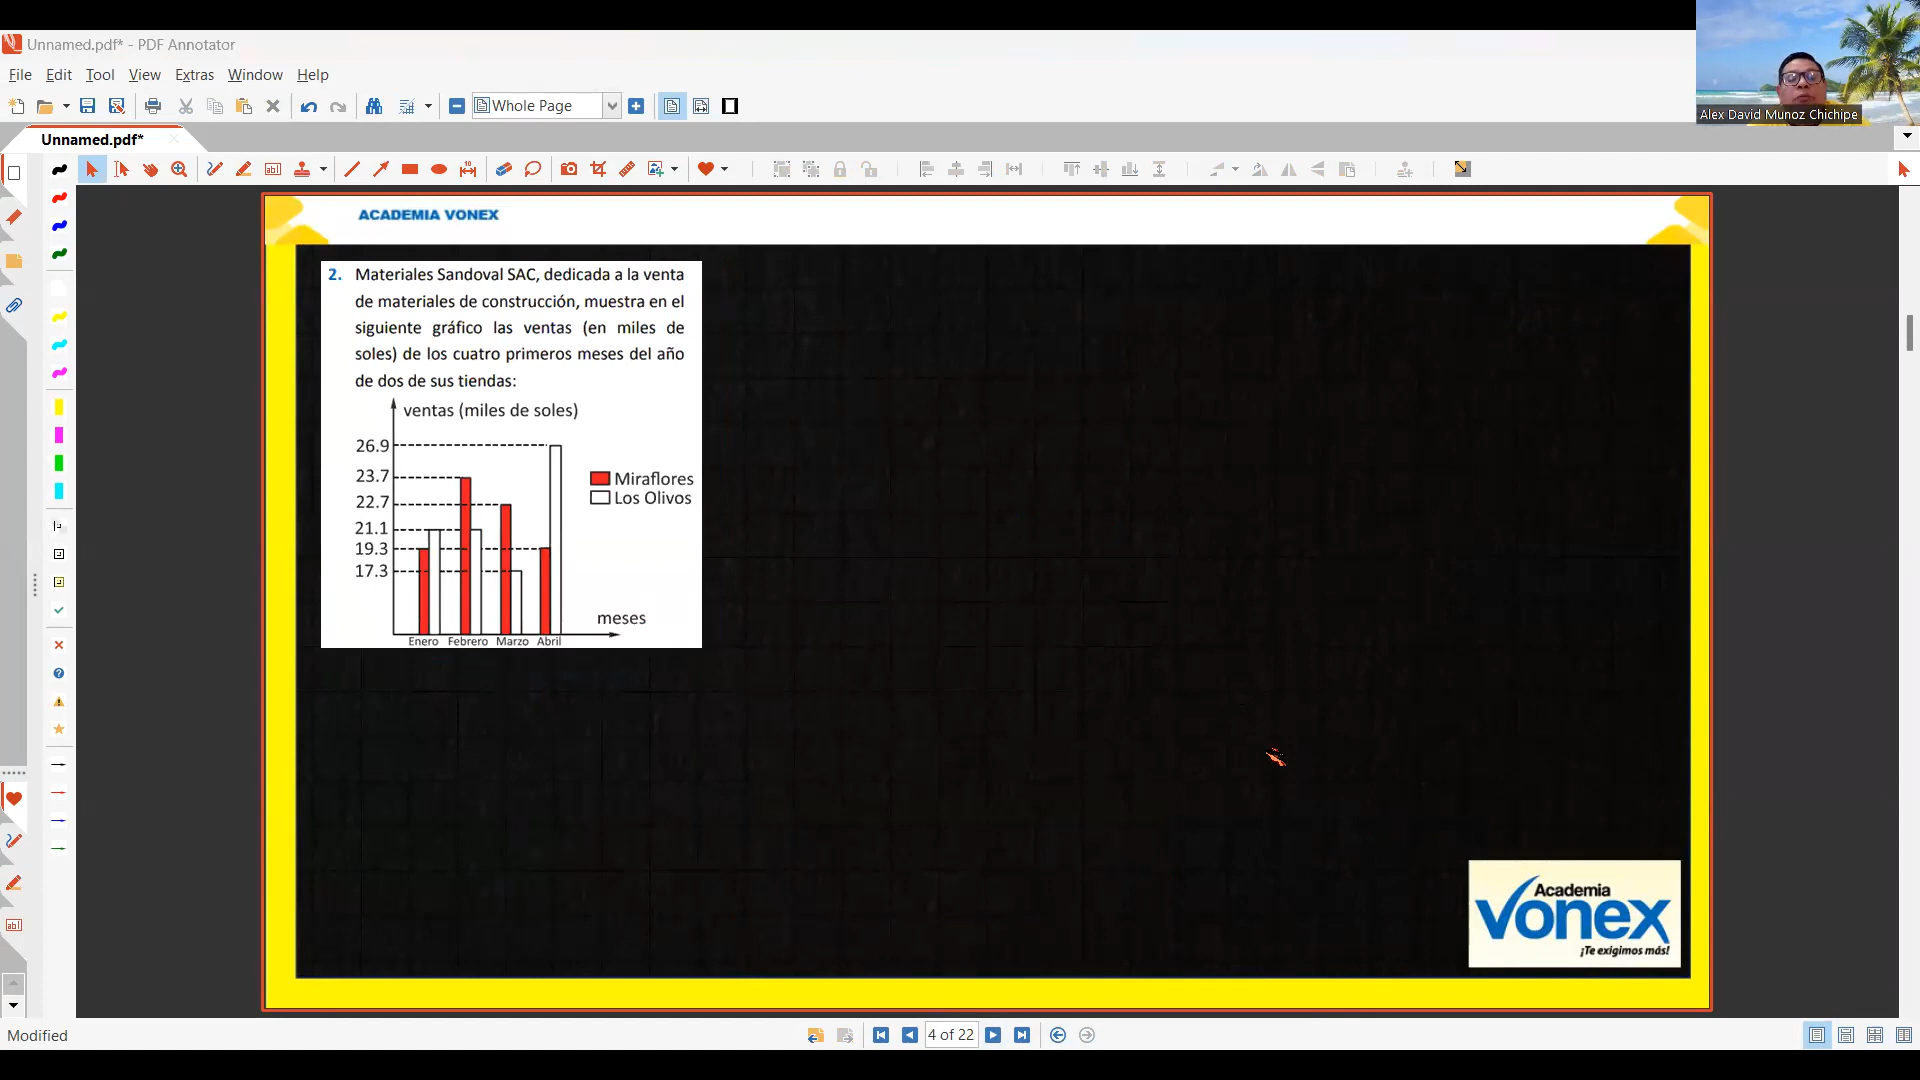 Unnamed.pdf* - PDF Annotator
File Edit Tool View Extras Window Help
Whole Page
Alex David Munoz Chichipe
Unnamed.pdf*
ACADEMIA VONEX
2. Materiales Sandoval SAC, dedicada a la venta
de materiales de construcción, muestra en el
siguiente gráfico las ventas (en miles de
soles) de los cuatro primeros meses del año
de dos de sus tiendas:
ventas (miles de soles)
26.9
23.7
22.7
21.1
19.3
17.3
Miraflores
Los Olivos
meses
Enero Febrero Marzo Abril
Academia
vonex
¡Te exigimos más!
Modified
4 of 22